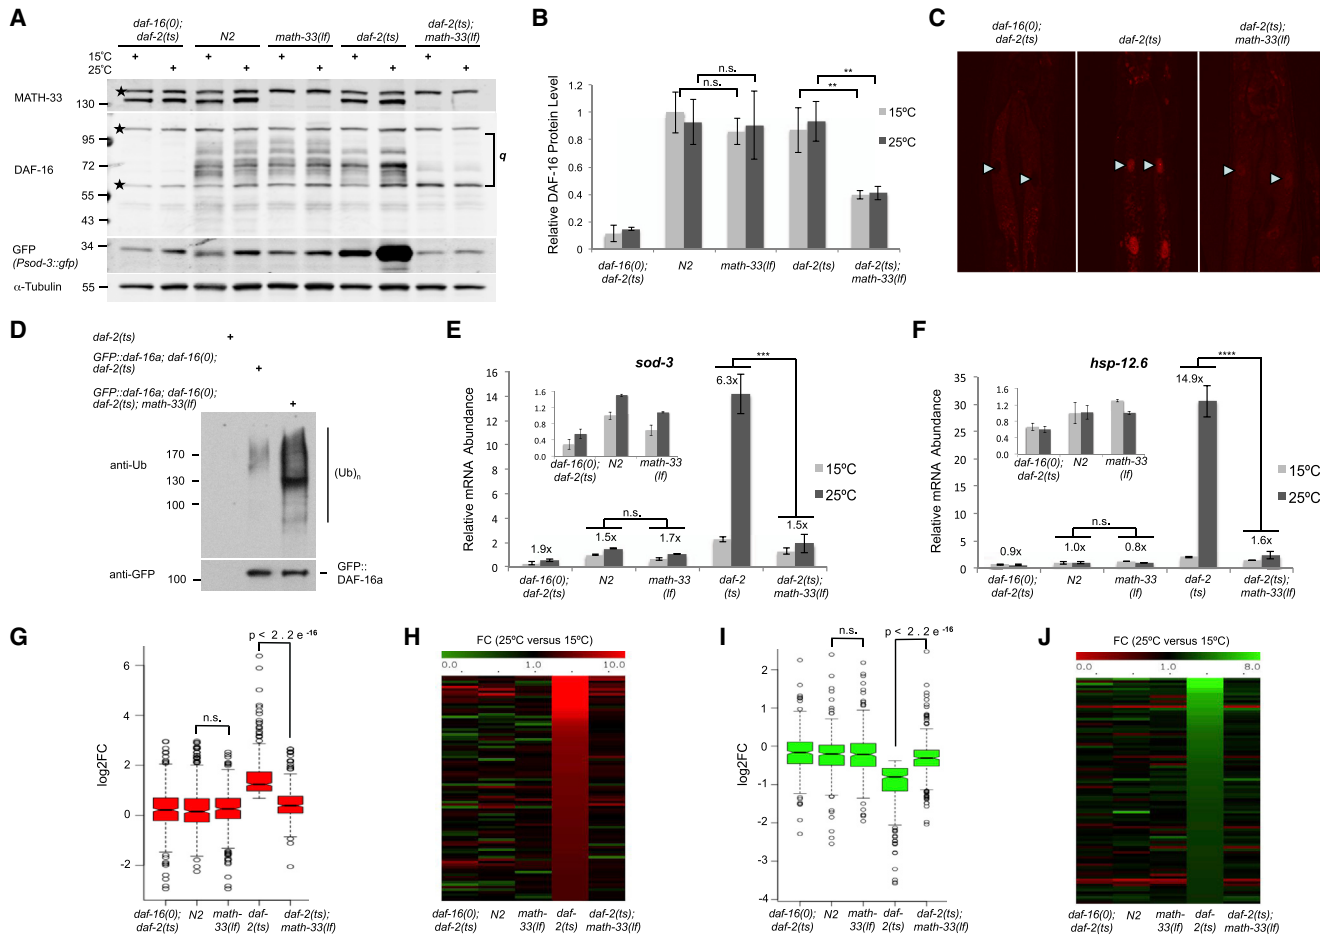 A
daf-16(0);
daf-2(ts)
N2
math-33(lf)
daf-2(ts)
daf-2(ts);
math-33(lf)
15°C + + + + +
25°C + + + + +
MATH-33
130
DAF-16
95
72
55
43
q
GFP
(Psod-3::gfp)
34
α-Tubulin
55
B
Relative DAF-16 Protein Level
1.4
1.2
1
0.8
0.6
0.4
0.2
0
n.s.
n.s.
**
**
15ºC
25ºC
daf-16(0);
daf-2(ts)
N2
math-33(lf)
daf-2(ts)
daf-2(ts);
math-33(lf)
C
daf-16(0);
daf-2(ts)
daf-2(ts)
daf-2(ts);
math-33(lf)
D
daf-2(ts) +
GFP::daf-16a; daf-16(0);
daf-2(ts) +
GFP::daf-16a; daf-16(0);
daf-2(ts); math-33(lf) +
anti-Ub
170
130
100
(Ub)n
anti-GFP
100
GFP::
DAF-16a
E
sod-3
Relative mRNA Abundance
16
14
12
10
8
6
4
2
0
1.6
1.2
0.8
0.4
0.0
daf-16(0);
daf-2(ts)
N2
math-33
(lf)
***
6.3x
n.s.
1.9x
1.5x
1.7x
1.5x
15ºC
25ºC
daf-16(0);
daf-2(ts)
N2
math-33
(lf)
daf-2
(ts)
daf-2(ts);
math-33(lf)
F
hsp-12.6
Relative mRNA Abundance
35
30
25
20
15
10
5
0
1.6
1.2
0.8
0.4
0.0
daf-16(0);
daf-2(ts)
N2
math-33
(lf)
****
14.9x
n.s.
0.9x
1.0x
0.8x
1.6x
15ºC
25ºC
daf-16(0);
daf-2(ts)
N2
math-33
(lf)
daf-2
(ts)
daf-2(ts);
math-33(lf)
G
p < 2.2e-16
n.s.
log2FC
6
4
2
0
-2
daf-16(0);
daf-2(ts)
N2
math-
33(lf)
daf-
2(ts)
daf-2(ts);
math-33(lf)
H
FC (25ºC versus 15ºC)
0.0 1.0 10.0
daf-16(0);
daf-2(ts)
N2
math-
33(lf)
daf-
2(ts)
daf-2(ts);
math-33(lf)
I
n.s.
p < 2.2e-16
log2FC
2
1
0
-1
-2
-3
-4
daf-16(0);
daf-2(ts)
N2
math-
33(lf)
daf-
2(ts)
daf-2(ts);
math-33(lf)
J
FC (25ºC versus 15ºC)
0.0 1.0 8.0
daf-16(0);
daf-2(ts)
N2
math-
33(lf)
daf-
2(ts)
daf-2(ts);
math-33(lf)